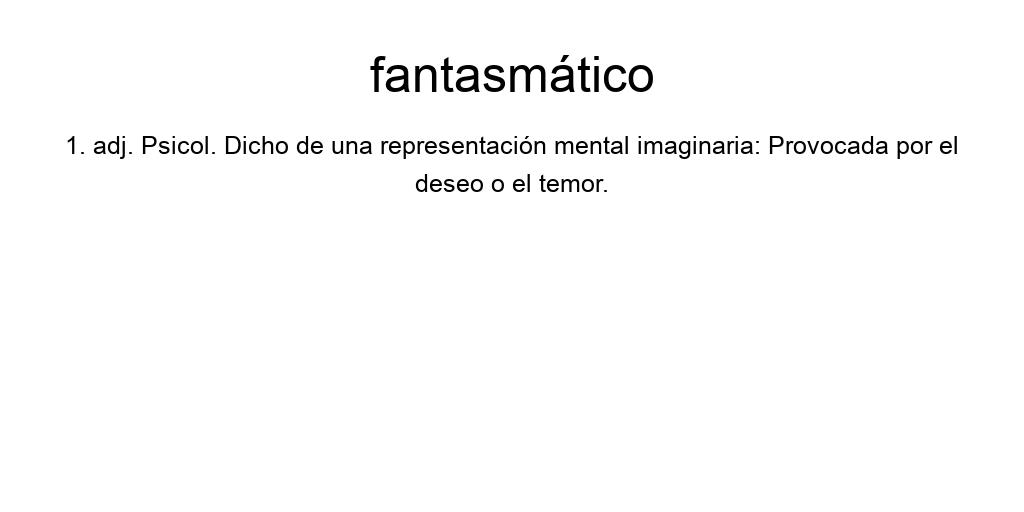 fantasmático
1. adj. Psicol. Dicho de una representación mental imaginaria: Provocada por el
deseo o el temor.